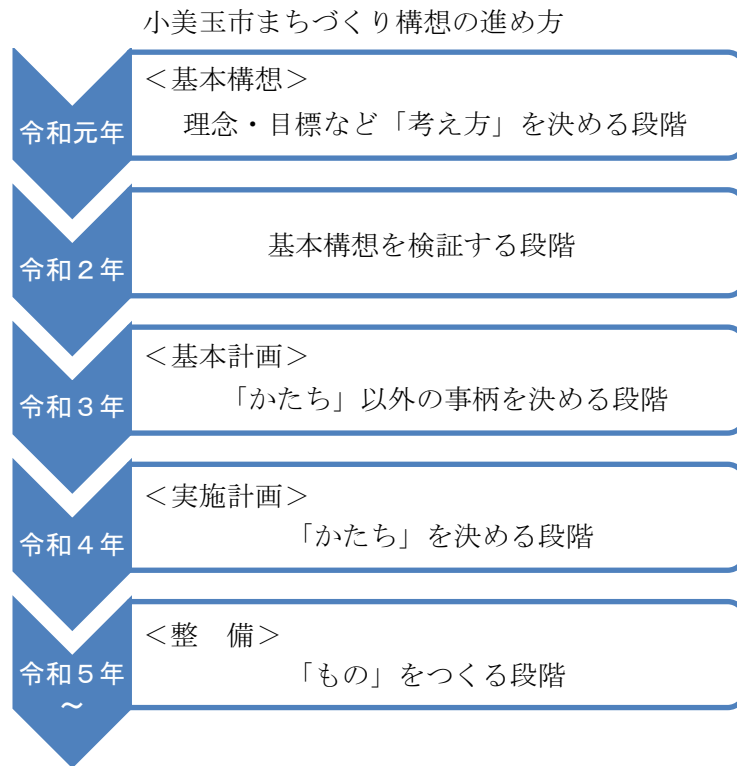 小美玉市まちづくり構想の進め方
＜基本構想＞
令和元年
理念・目標など「考え方」を決める段階
令和２年
基本構想を検証する段階
＜基本計画＞
令和３年
「かたち」以外の事柄を決める段階
＜実施計画＞
令和４年
「かたち」を決める段階
＜整　備＞
令和５年
～
「もの」をつくる段階